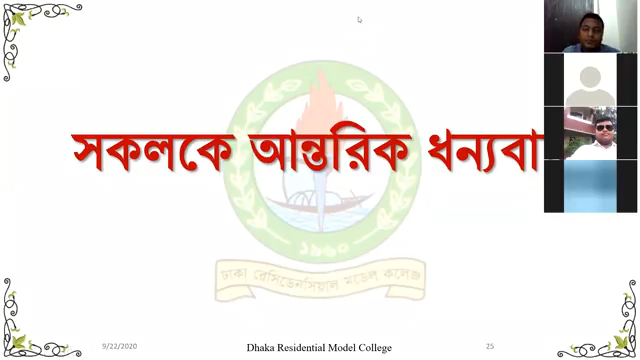 সকলকে আন্তরিক ধন্যবা
১৯৬০
ঢাকা রেসিডেনসিয়াল মডেল কলেজ
9/22/2020
Dhaka Residential Model College
25